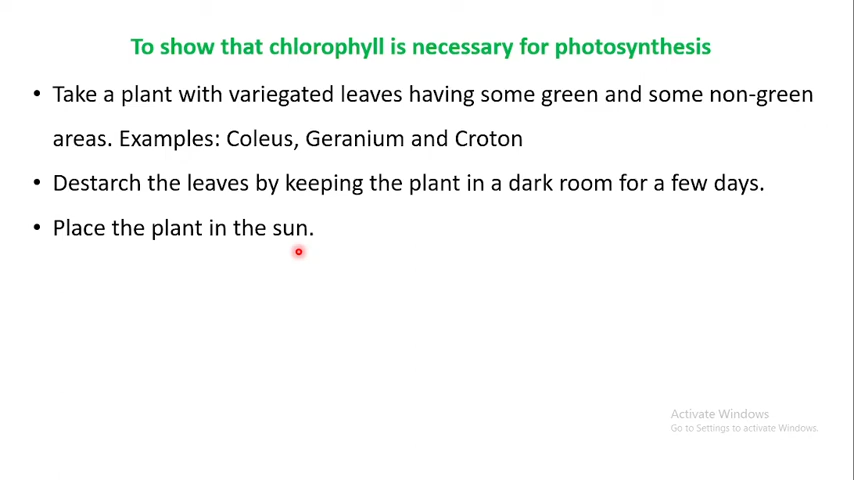 To show that chlorophyll is necessary for photosynthesis
• Take a plant with variegated leaves having some green and some non-green
areas. Examples: Coleus, Geranium and Croton
• Destarch the leaves by keeping the plant in a dark room for a few days.
• Place the plant in the sun.
Activate Windows
Go to Settings to activate Windows.